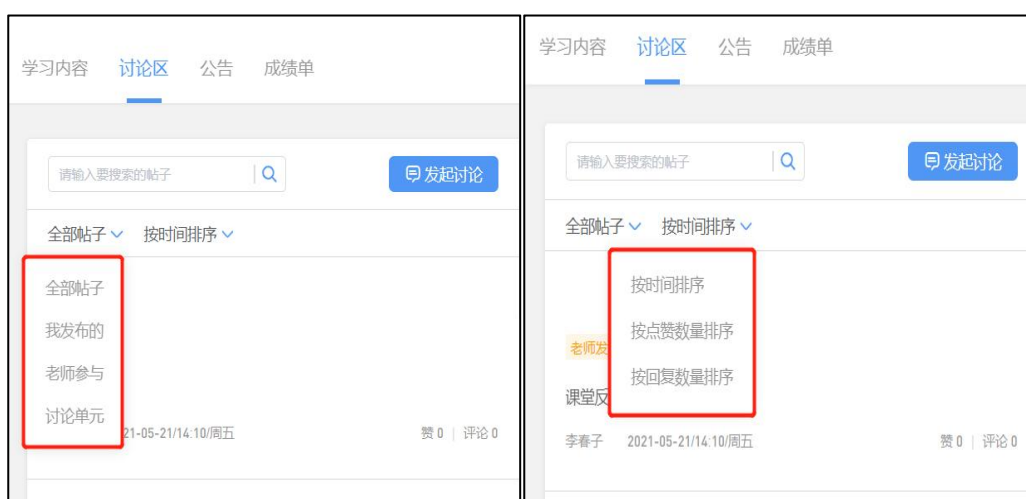 学习内容 讨论区 公告 成绩单
请输入要搜索的帖子 发起讨论
全部帖子 按时间排序
全部帖子
我发布的
老师参与
讨论单元
21-05-21/14:10/周五 赞 0 | 评论 0
学习内容 讨论区 公告 成绩单
请输入要搜索的帖子 发起讨论
全部帖子 按时间排序
按时间排序
按点赞数量排序
老师发
按回复数量排序
课堂反
李春子 2021-05-21/14:10/周五 赞 0 | 评论 0